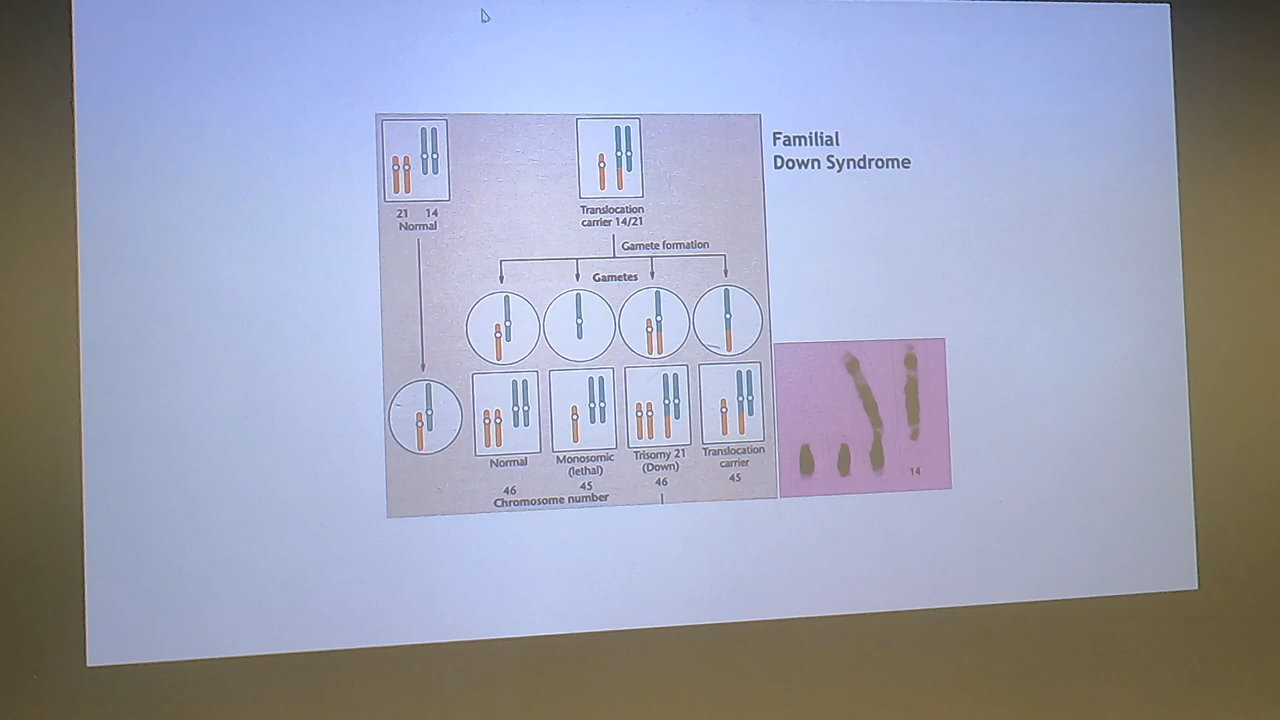 Familial
Down Syndrome
21 14
Normal
Translocation
carrier 14/21
Gamete formation
Gametes
Normal
46
Monosomic
(lethal)
45
Trisomy 21
(Down)
46
Translocation
carrier
45
Chromosome number
14